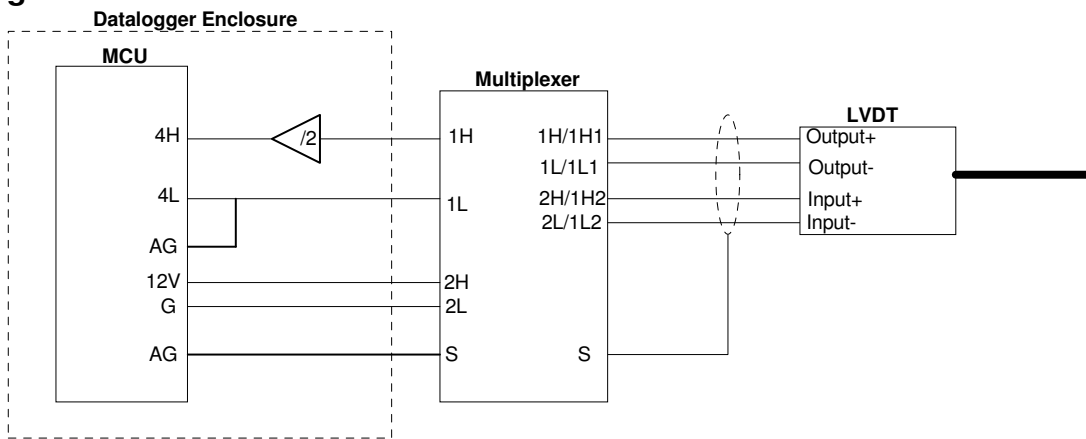 g
Datalogger Enclosure
MCU
Multiplexer
LVDT
4H
/2
1H
1H/1H1
Output+
1L/1L1
Output-
4L
1L
2H/1H2
Input+
2L/1L2
Input-
AG
12V
2H
G
2L
AG
S
S